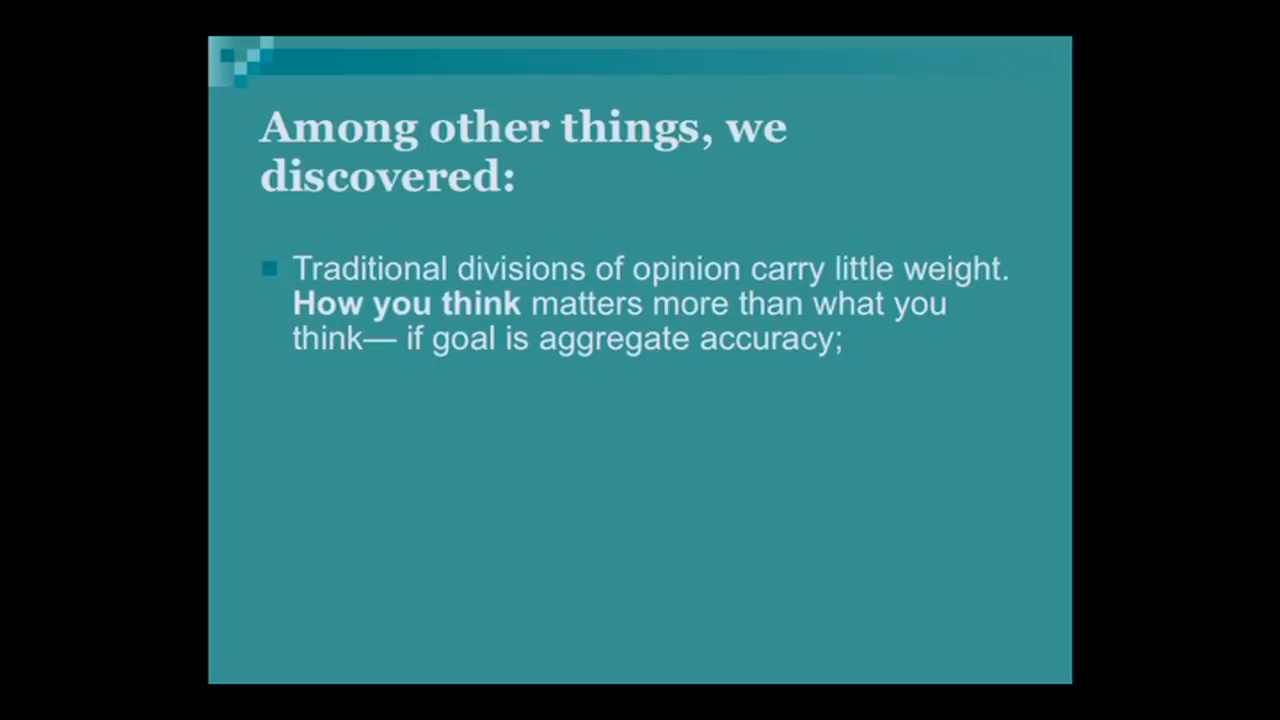 Among other things, we
discovered:
Traditional divisions of opinion carry little weight.
How you think matters more than what you
think— if goal is aggregate accuracy;